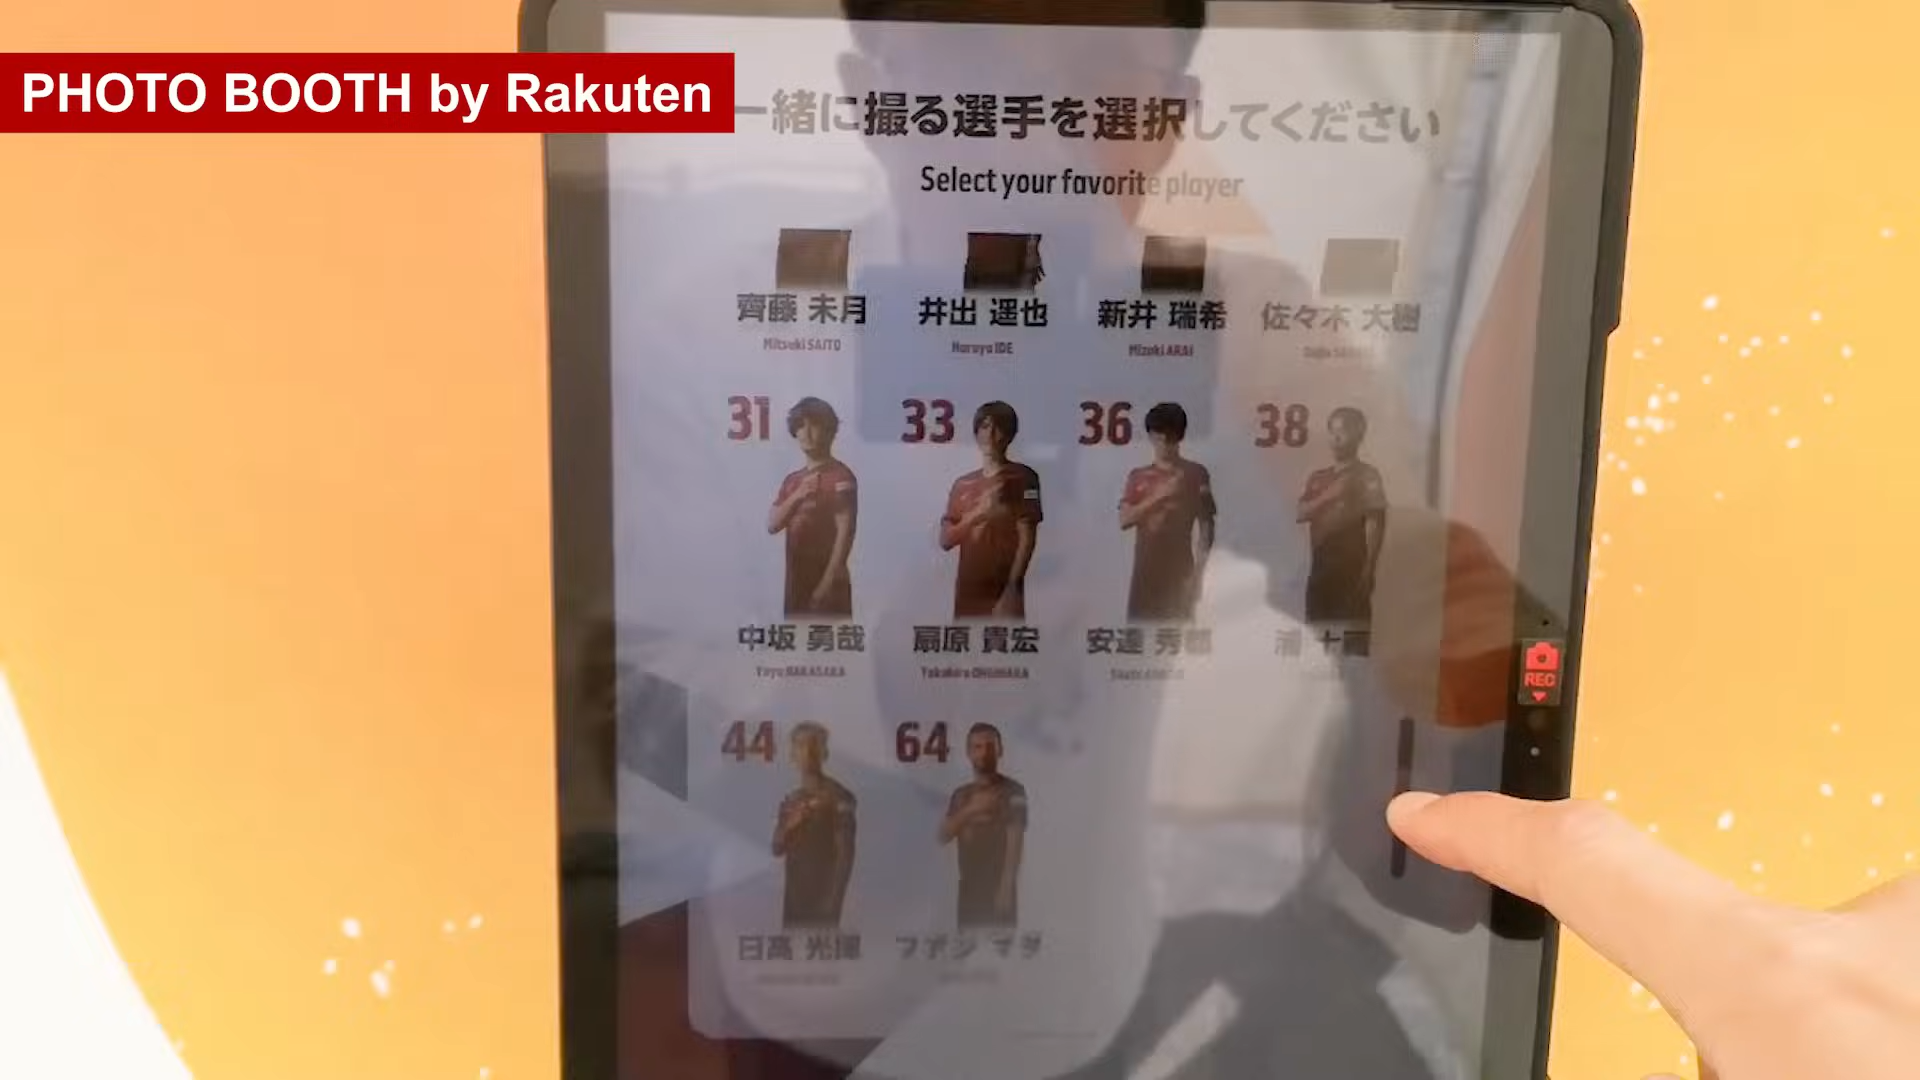 PHOTO BOOTH by Rakuten
一緒に撮る選手を選択してください
Select your favorite player
齊藤 未月 井出 遥也 新井 瑞希 佐々木 大樹
Mitsuki SAITO Haruya IDE Mizuki ARAI
31 33 36 38
中坂 勇哉 扇原 貴宏 安達 秀都
Yuya NAKASAKA Takahiro OHGIHARA
44 64
日髙 光揮
REC